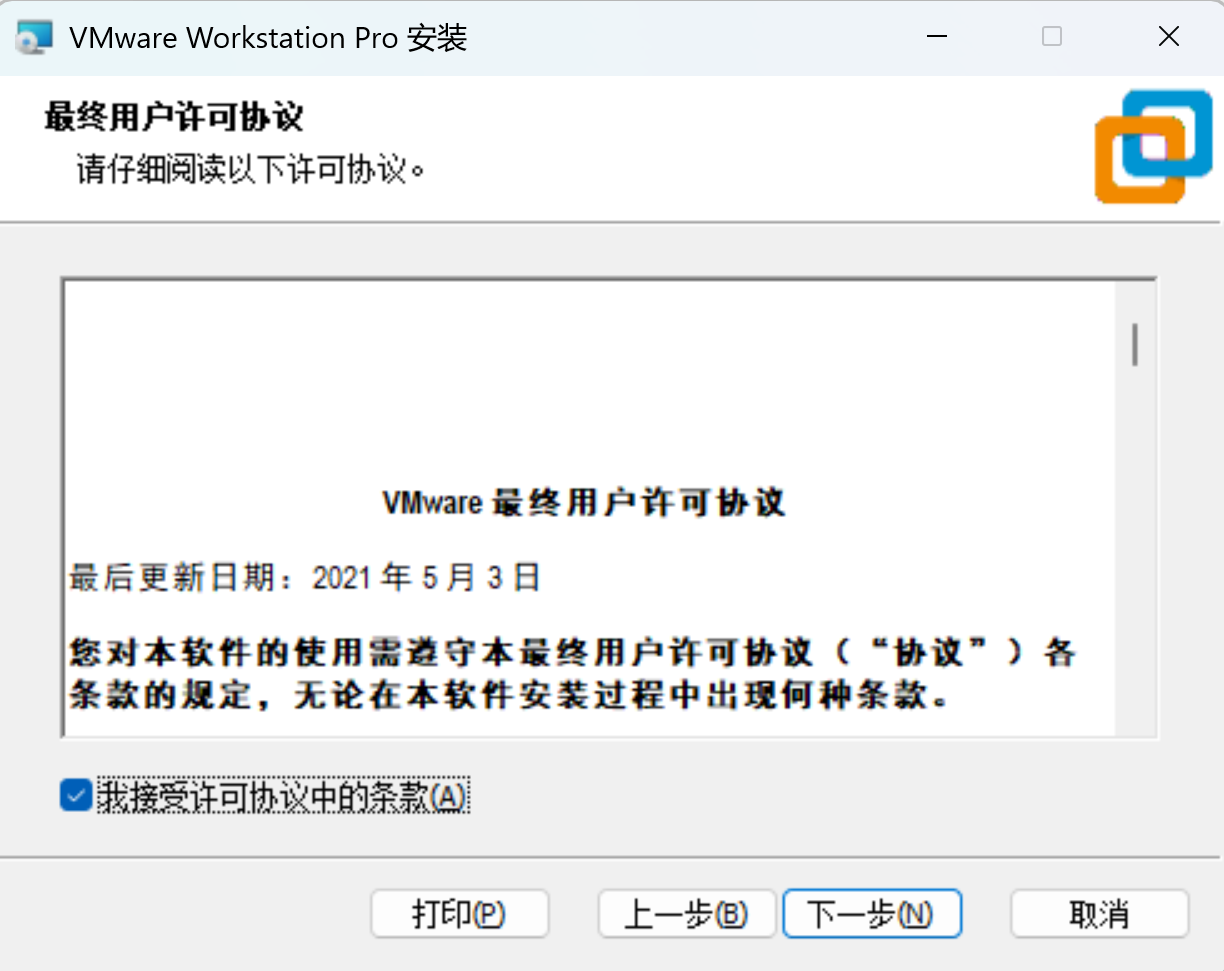 VMware Workstation Pro 安装
最终用户许可协议
请仔细阅读以下许可协议。
VMware 最终用户许可协议
最后更新日期：2021 年 5 月 3 日
您对本软件的使用需遵守本最终用户许可协议（“协议”）各
条款的规定，无论在本软件安装过程中出现何种条款。
我接受许可协议中的条款(A)
打印(P)
上一步(B)
下一步(N)
取消